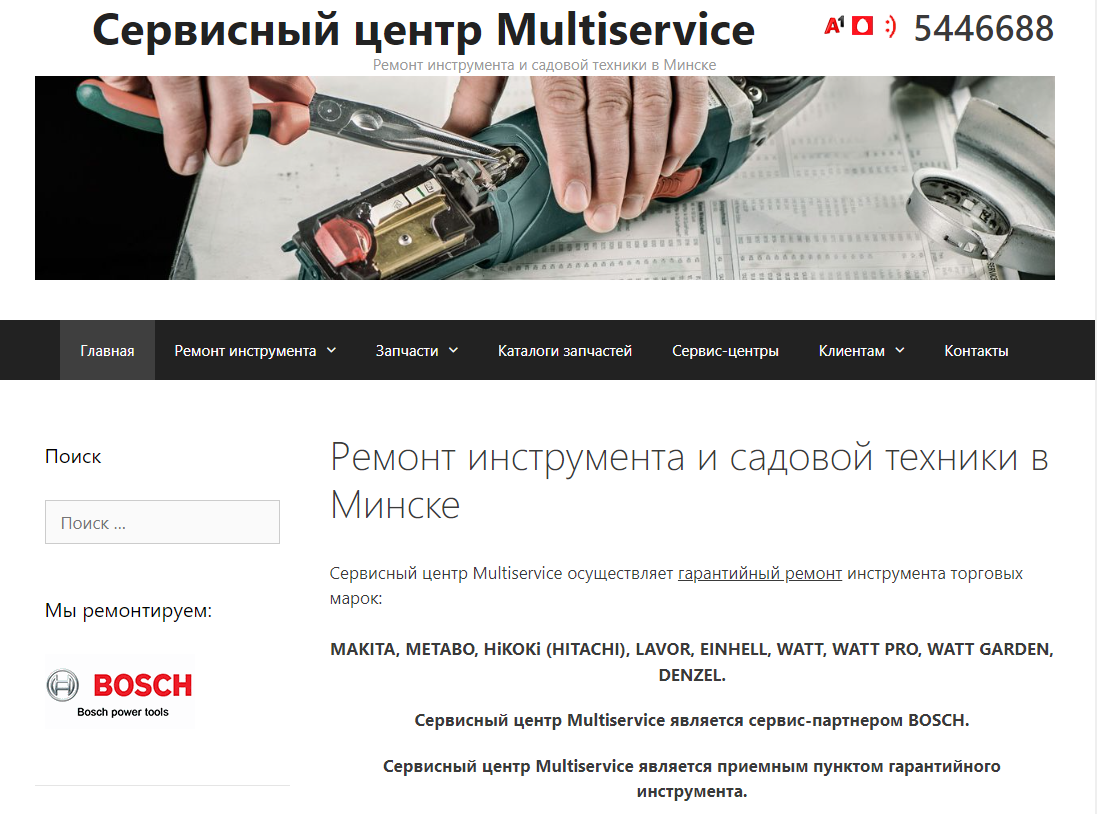 Сервисный центр Multiservice
A1 :) 5446688
Ремонт инструмента и садовой техники в Минске
Главная
Ремонт инструмента
Запчасти
Каталоги запчастей
Сервис-центры
Клиентам
Контакты
Поиск
Поиск ...
Мы ремонтируем:
BOSCH
Bosch power tools
Ремонт инструмента и садовой техники в
Минске
Сервисный центр Multiservice осуществляет гарантийный ремонт инструмента торговых
марок:
MAKITA, METABO, HiKOKi (HITACHI), LAVOR, EINHELL, WATT, WATT PRO, WATT GARDEN,
DENZEL.
Сервисный центр Multiservice является сервис-партнером BOSCH.
Сервисный центр Multiservice является приемным пунктом гарантийного
инструмента.